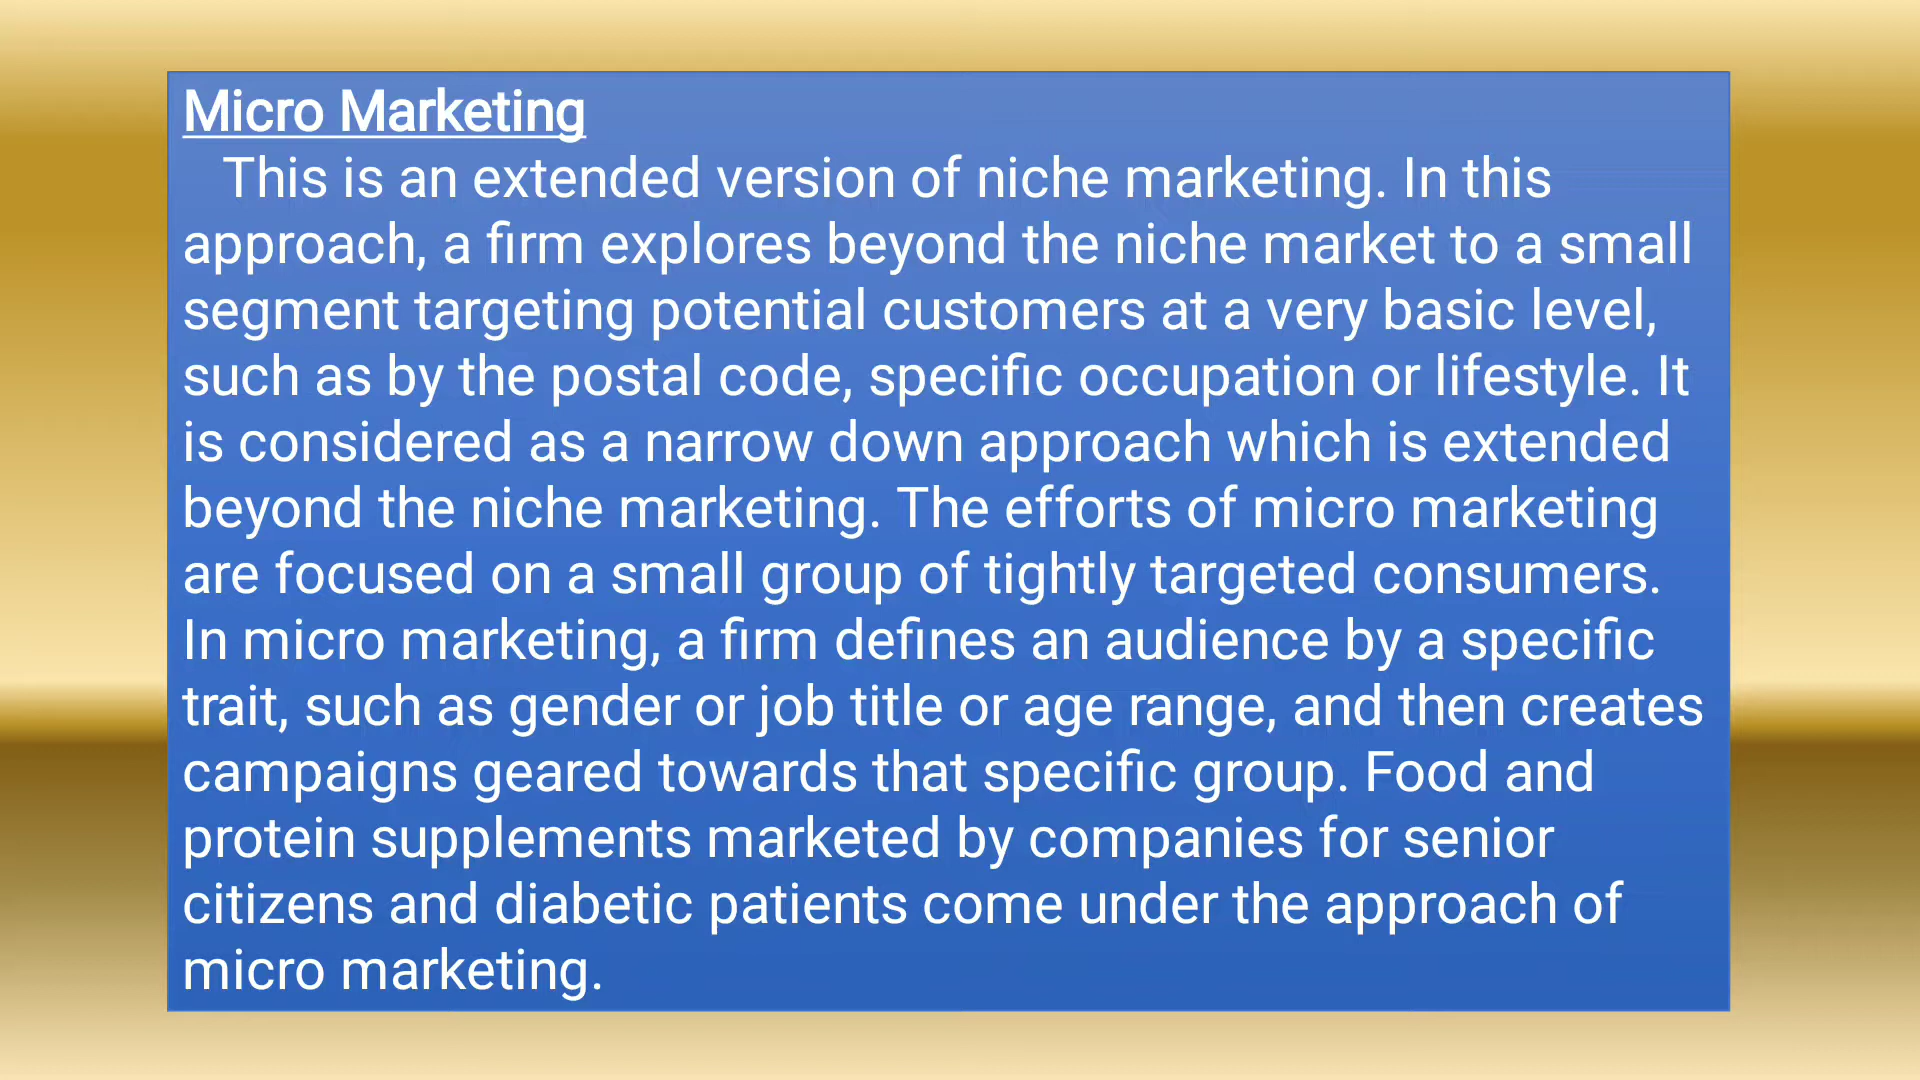 Micro Marketing
This is an extended version of niche marketing. In this
approach, a firm explores beyond the niche market to a small
segment targeting potential customers at a very basic level,
such as by the postal code, specific occupation or lifestyle. It
is considered as a narrow down approach which is extended
beyond the niche marketing. The efforts of micro marketing
are focused on a small group of tightly targeted consumers.
In micro marketing, a firm defines an audience by a specific
trait, such as gender or job title or age range, and then creates
campaigns geared towards that specific group. Food and
protein supplements marketed by companies for senior
citizens and diabetic patients come under the approach of
micro marketing.